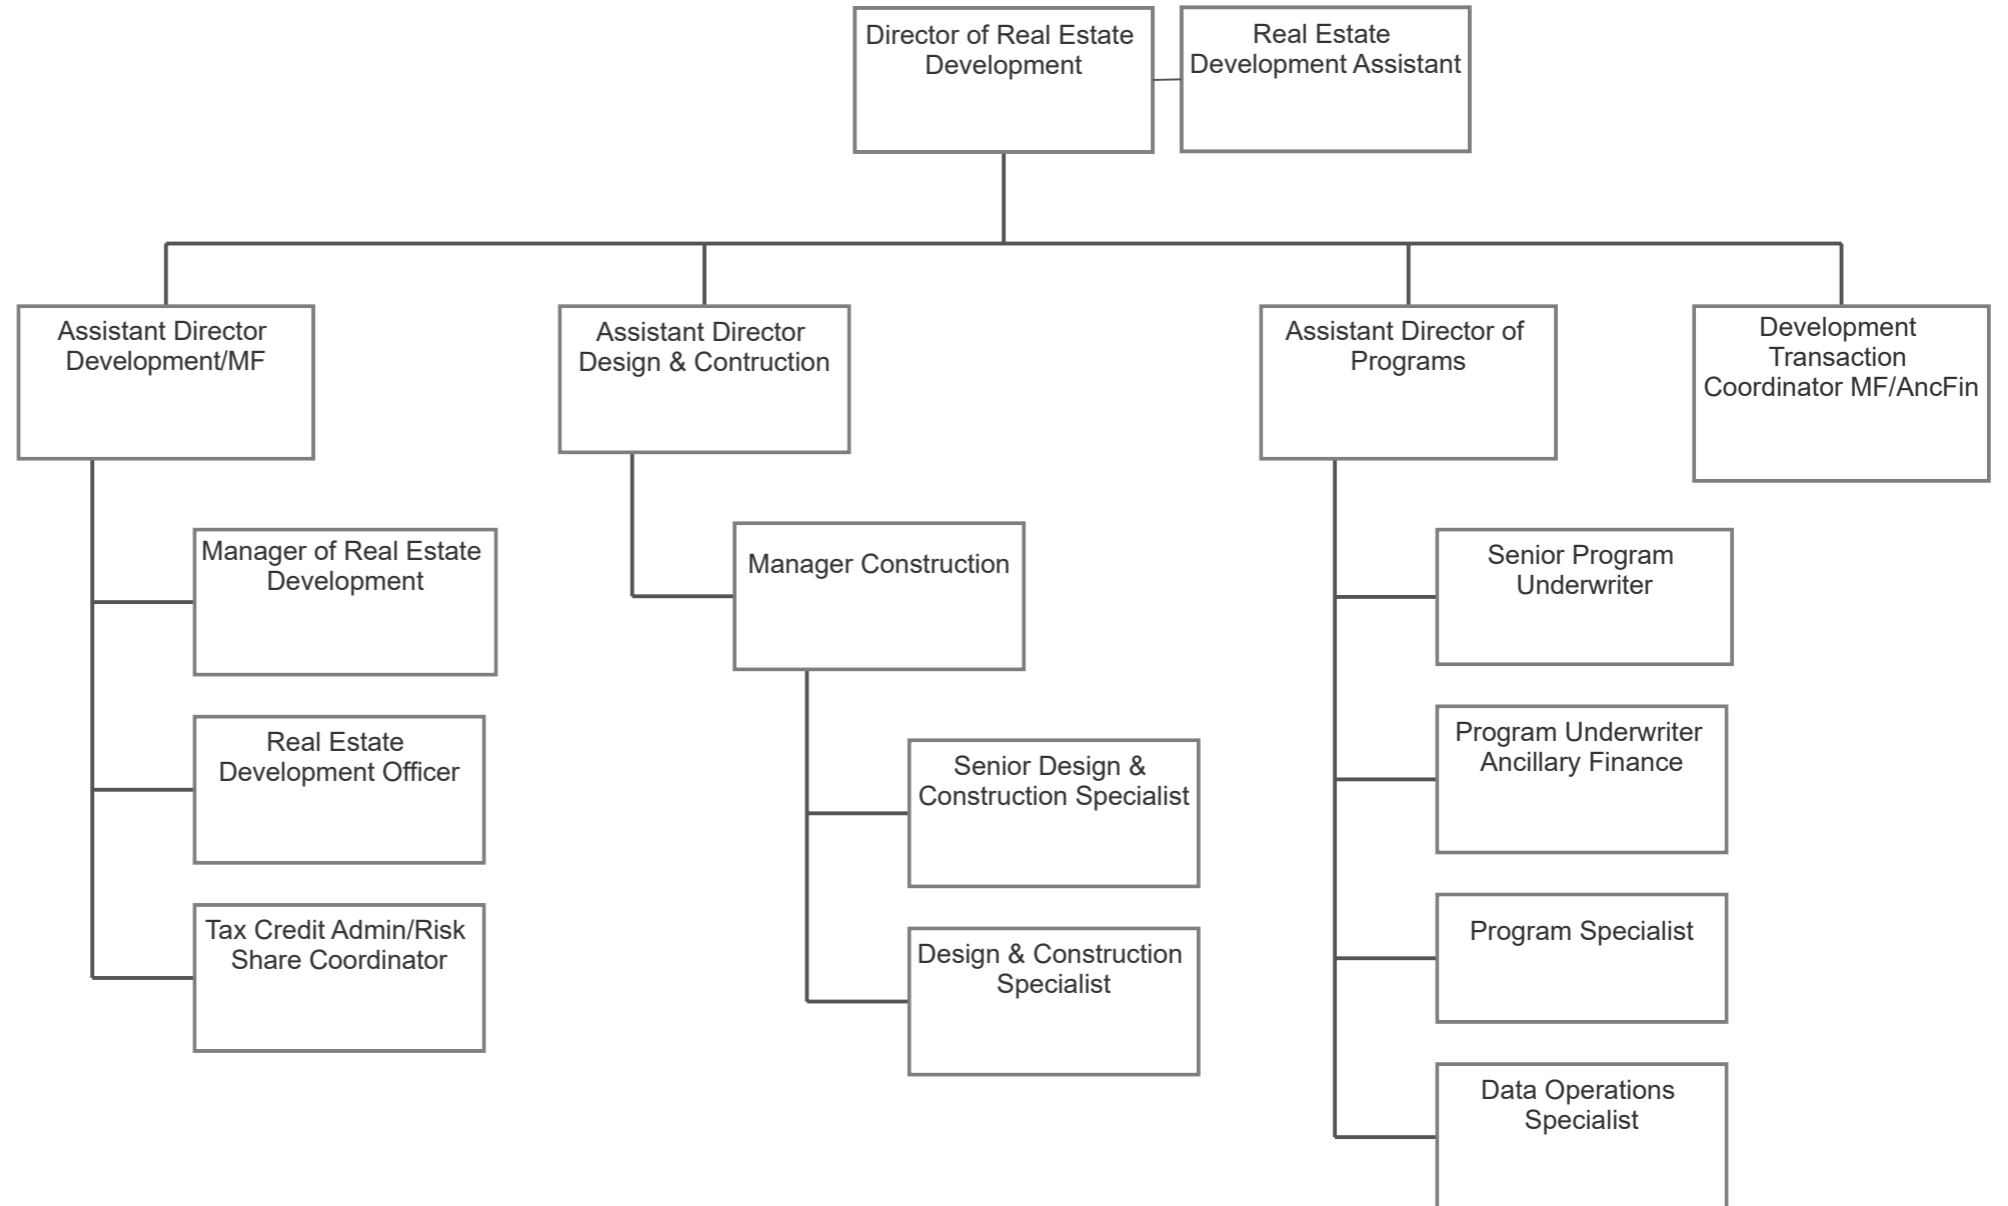 Director of Real Estate
Development
Real Estate
Development Assistant
Assistant Director
Development/MF
Assistant Director
Design & Contruction
Assistant Director of
Programs
Development
Transaction
Coordinator MF/AncFin
Manager of Real Estate
Development
Real Estate
Development Officer
Tax Credit Admin/Risk
Share Coordinator
Manager Construction
Senior Design &
Construction Specialist
Design & Construction
Specialist
Senior Program
Underwriter
Program Underwriter
Ancillary Finance
Program Specialist
Data Operations
Specialist